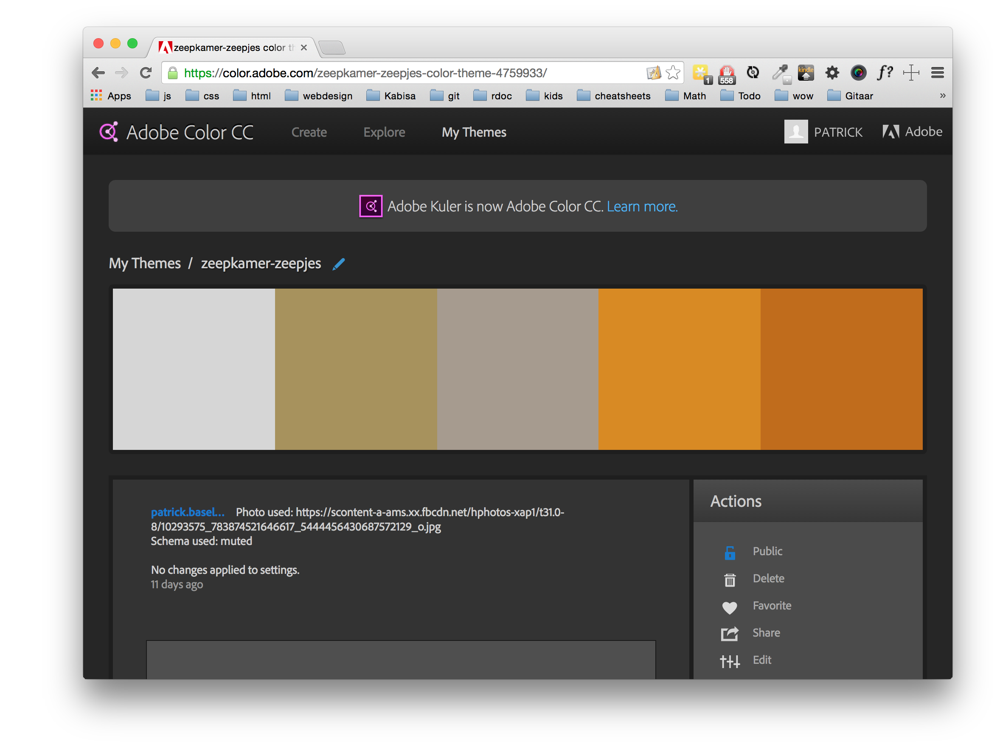 zeepkamer-zeepjes color th
https://color.adobe.com/zeepkamer-zeepjes-color-theme-4759933/
1
558
kindle
f?
Apps js css html webdesign Kabisa git rdoc kids cheatsheets Math Todo wow Gitaar »
Adobe Color CC Create Explore My Themes PATRICK Adobe
Adobe Kuler is now Adobe Color CC. Learn more.
My Themes / zeepkamer-zeepjes
patrick.basel... Photo used: https://scontent-a-ams.xx.fbcdn.net/hphotos-xap1/t31.0-
8/10293575_783874521646617_5444456430687572129_o.jpg
Schema used: muted
No changes applied to settings.
11 days ago
Actions
Public
Delete
Favorite
Share
Edit